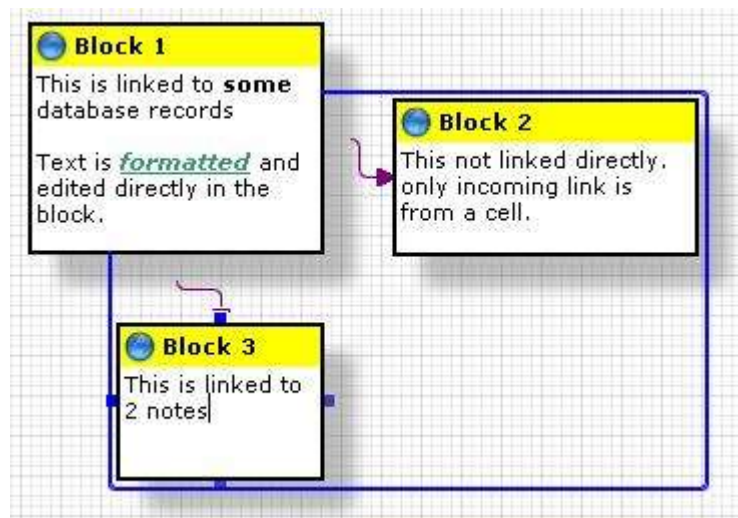 Block 1
This is linked to some
database records
Text is formatted and
edited directly in the
block.
Block 2
This not linked directly.
only incoming link is
from a cell.
Block 3
This is linked to
2 notes